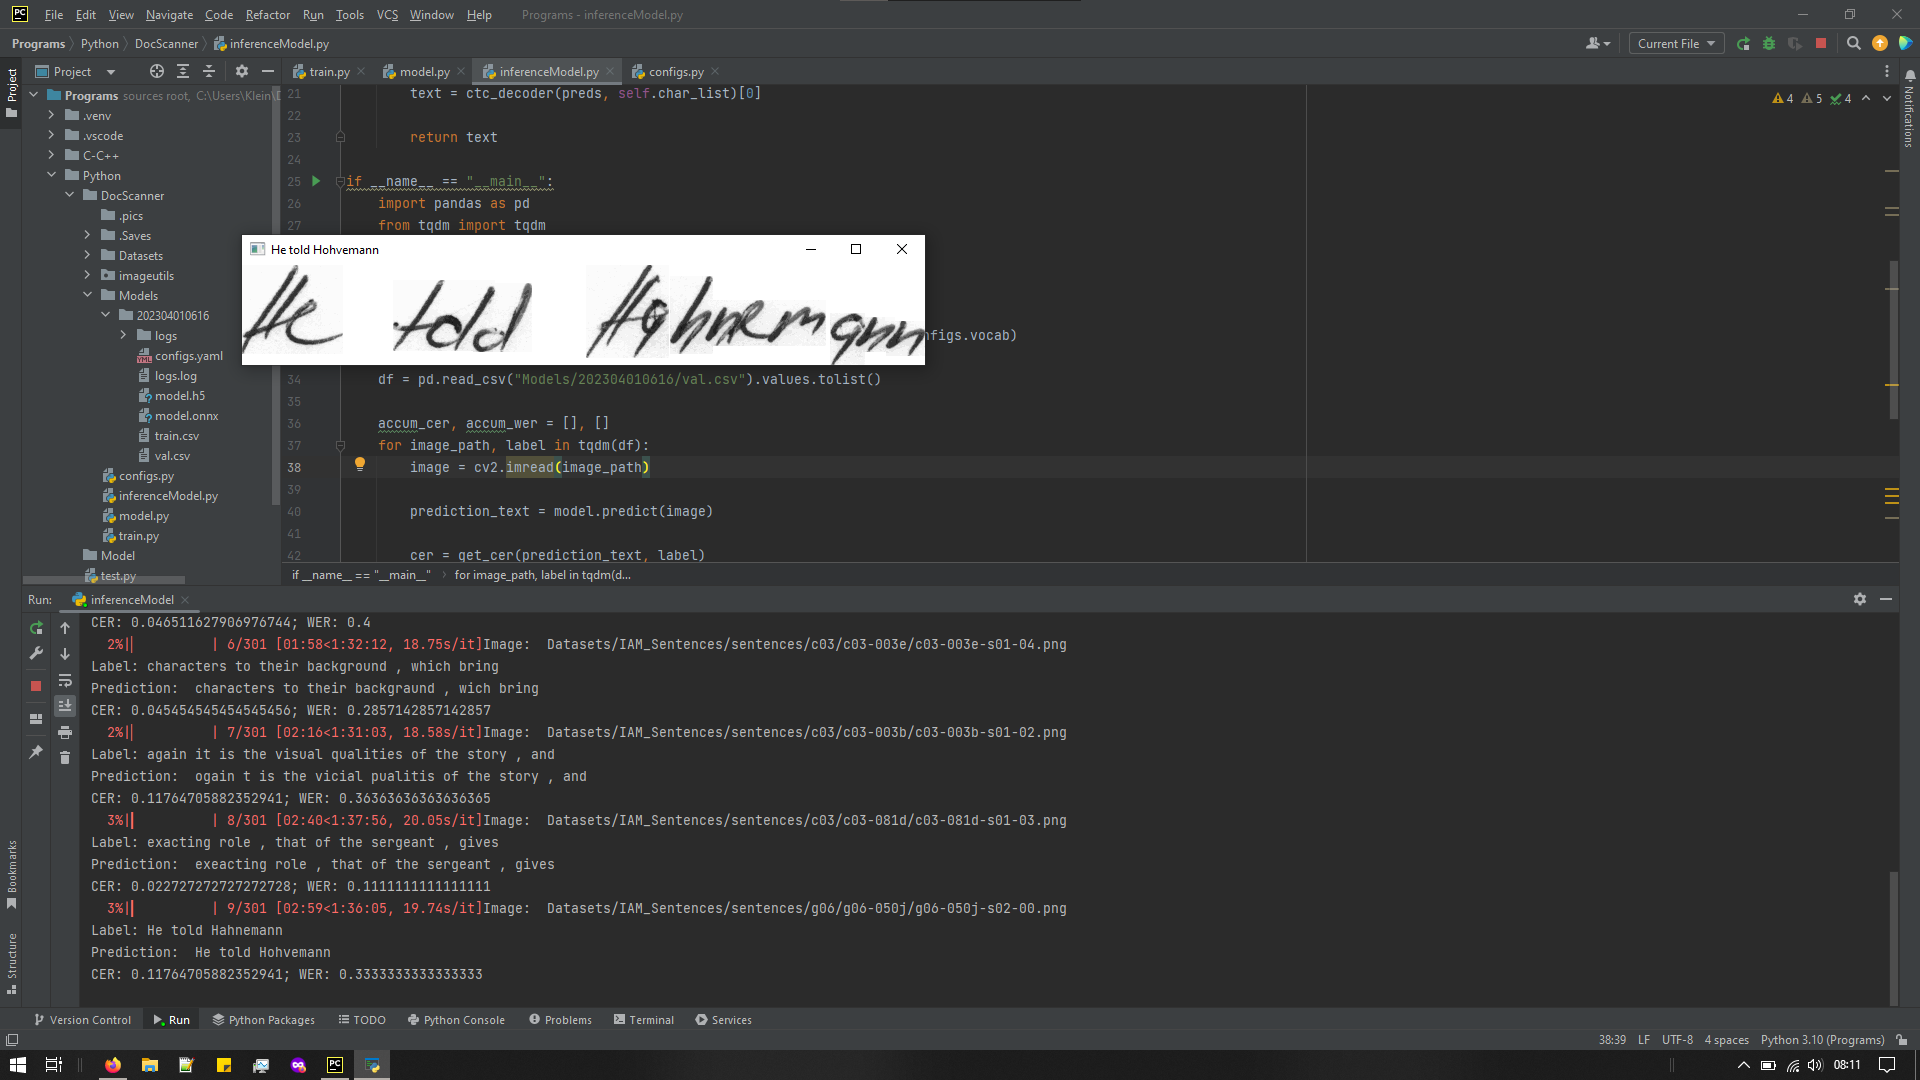 PC File Edit View Navigate Code Refactor Run Tools VCS Window Help Programs - inferenceModel.py
Programs Python DocScanner inferenceModel.py Current File
Project train.py model.py inferenceModel.py configs.py
Project
Notifications
Programs sources root, C:\Users\Klein\
.venv
.vscode
C-C++
Python
DocScanner
.pics
.Saves
Datasets
imageutils
Models
202304010616
logs
configs.yaml
logs.log
model.h5
model.onnx
train.csv
val.csv
configs.py
inferenceModel.py
model.py
train.py
Model
test.py
4 5 4
21 text = ctc_decoder(preds, self.char_list)[0]
22
23 return text
24
25 if __name__ == "__main__":
26 import pandas as pd
27 from tqdm import tqdm
He told Hohvemann
He told Hahnemann
nfigs.vocab)
34 df = pd.read_csv("Models/202304010616/val.csv").values.tolist()
35
36 accum_cer, accum_wer = [], []
37 for image_path, label in tqdm(df):
38 image = cv2.imread(image_path)
39
40 prediction_text = model.predict(image)
41
42 cer = get_cer(prediction_text, label)
if __name__ == "__main__" for image_path, label in tqdm(d...
Run: inferenceModel
CER: 0.046511627906976744; WER: 0.4
2%| | 6/301 [01:58<1:32:12, 18.75s/it]Image: Datasets/IAM_Sentences/sentences/c03/c03-003e/c03-003e-s01-04.png
Label: characters to their background , which bring
Prediction: characters to their backgraund , wich bring
CER: 0.045454545454545456; WER: 0.2857142857142857
2%| | 7/301 [02:16<1:31:03, 18.58s/it]Image: Datasets/IAM_Sentences/sentences/c03/c03-003b/c03-003b-s01-02.png
Label: again it is the visual qualities of the story , and
Prediction: ogain t is the vicial pualitis of the story , and
CER: 0.11764705882352941; WER: 0.36363636363636365
3%| | 8/301 [02:40<1:37:56, 20.05s/it]Image: Datasets/IAM_Sentences/sentences/c03/c03-081d/c03-081d-s01-03.png
Label: exacting role , that of the sergeant , gives
Prediction: exeacting role , that of the sergeant , gives
CER: 0.022727272727272728; WER: 0.1111111111111111
3%| | 9/301 [02:59<1:36:05, 19.74s/it]Image: Datasets/IAM_Sentences/sentences/g06/g06-050j/g06-050j-s02-00.png
Label: He told Hahnemann
Prediction: He told Hohvemann
CER: 0.11764705882352941; WER: 0.3333333333333333
Bookmarks
Structure
Version Control Run Python Packages TODO Python Console Problems Terminal Services
38:39 LF UTF-8 4 spaces Python 3.10 (Programs)
PC 08:11